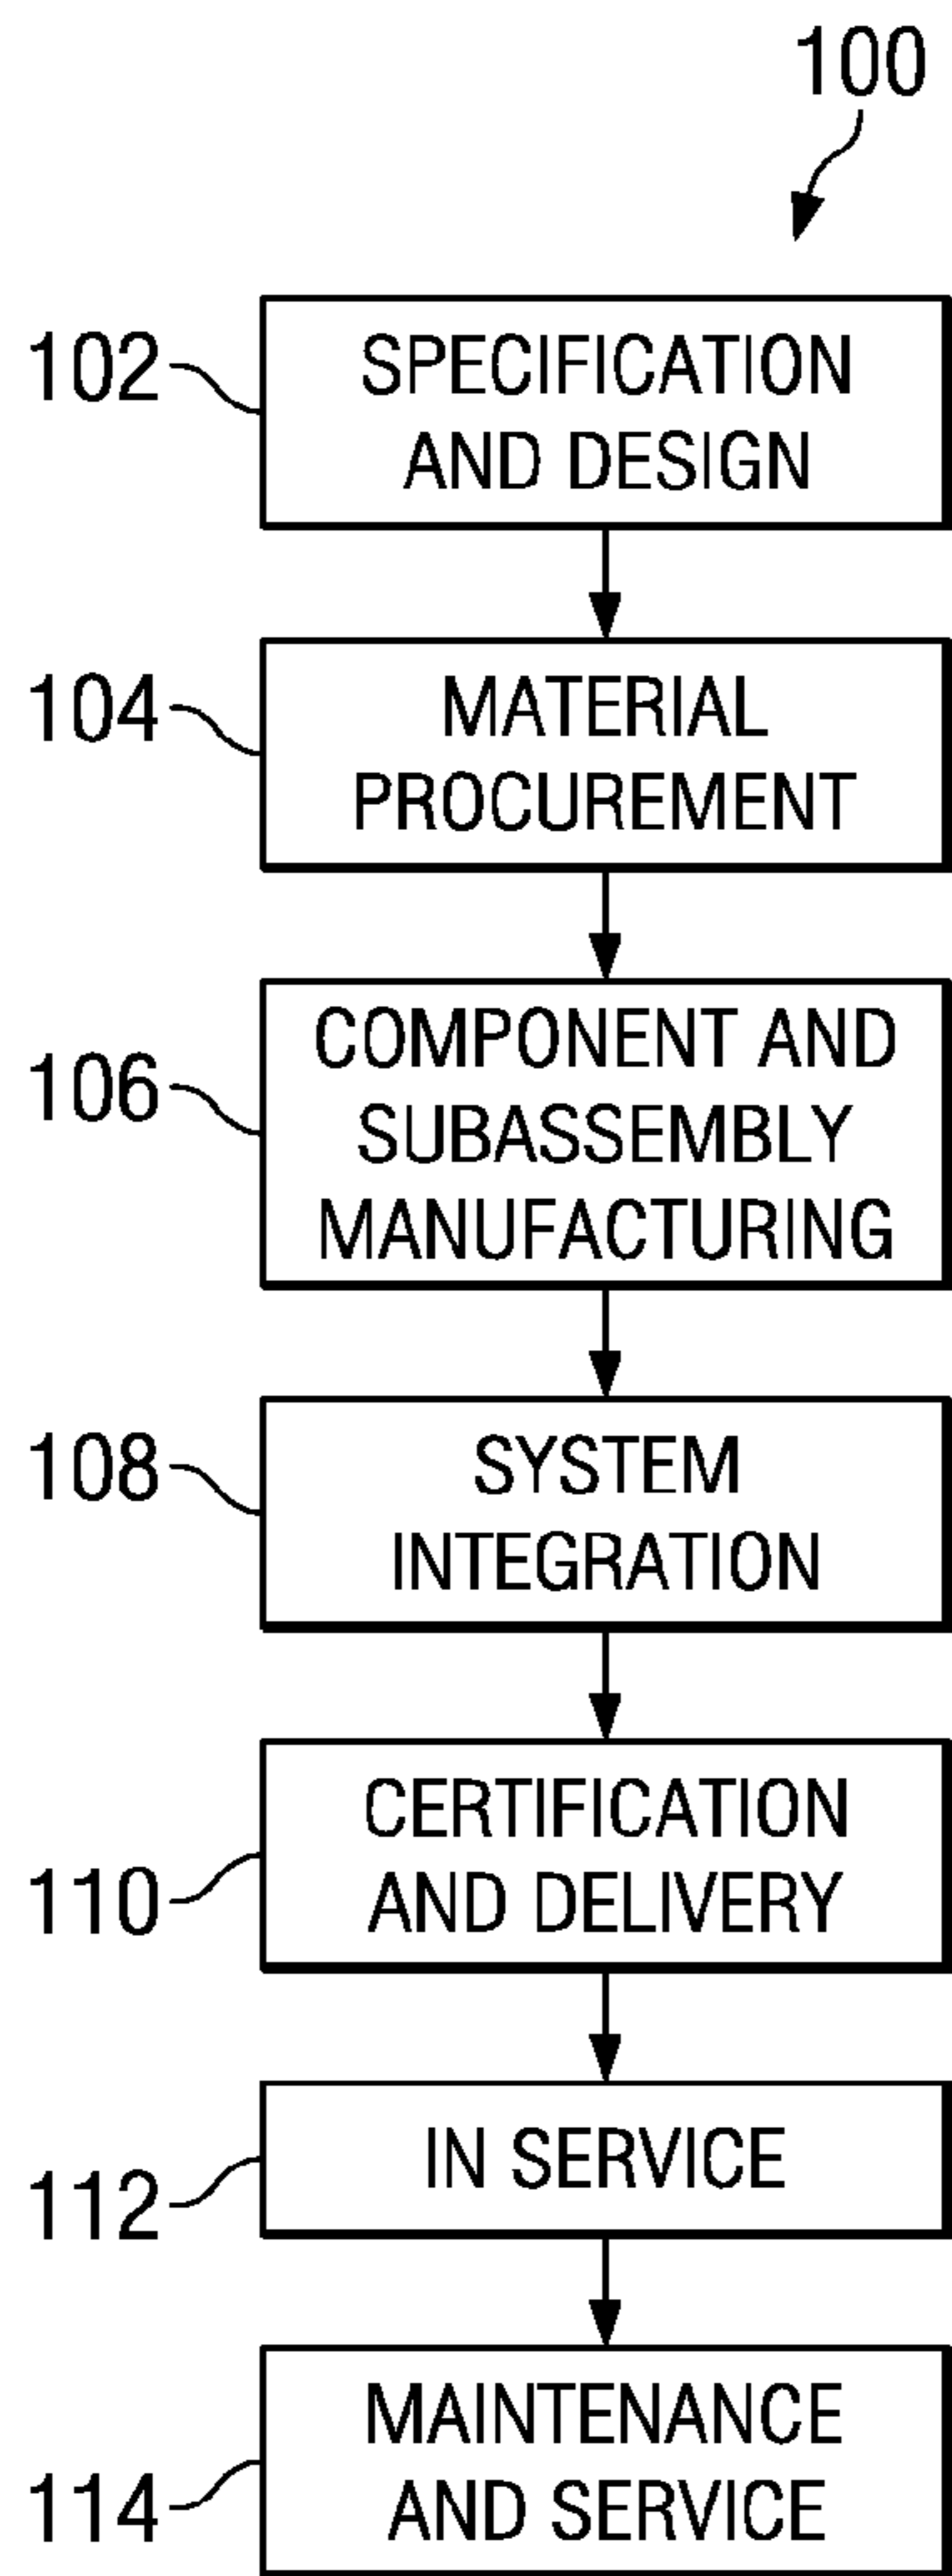 100
102
SPECIFICATION
AND DESIGN
104
MATERIAL
PROCUREMENT
106
COMPONENT AND
SUBASSEMBLY
MANUFACTURING
108
SYSTEM
INTEGRATION
110
CERTIFICATION
AND DELIVERY
112
IN SERVICE
114
MAINTENANCE
AND SERVICE